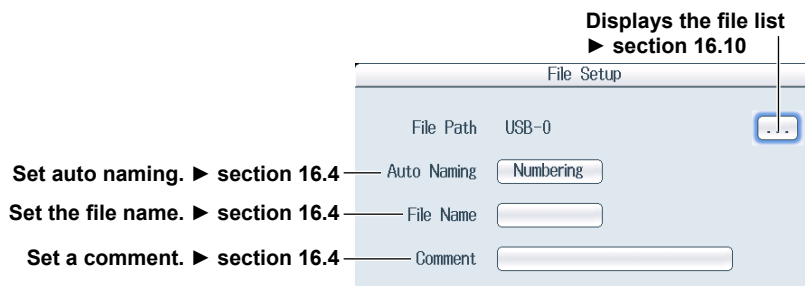 Displays the file list
► section 16.10
File Setup
File Path USB-0 ...
Set auto naming. ► section 16.4 Auto Naming Numbering
Set the file name. ► section 16.4 File Name
Set a comment. ► section 16.4 Comment